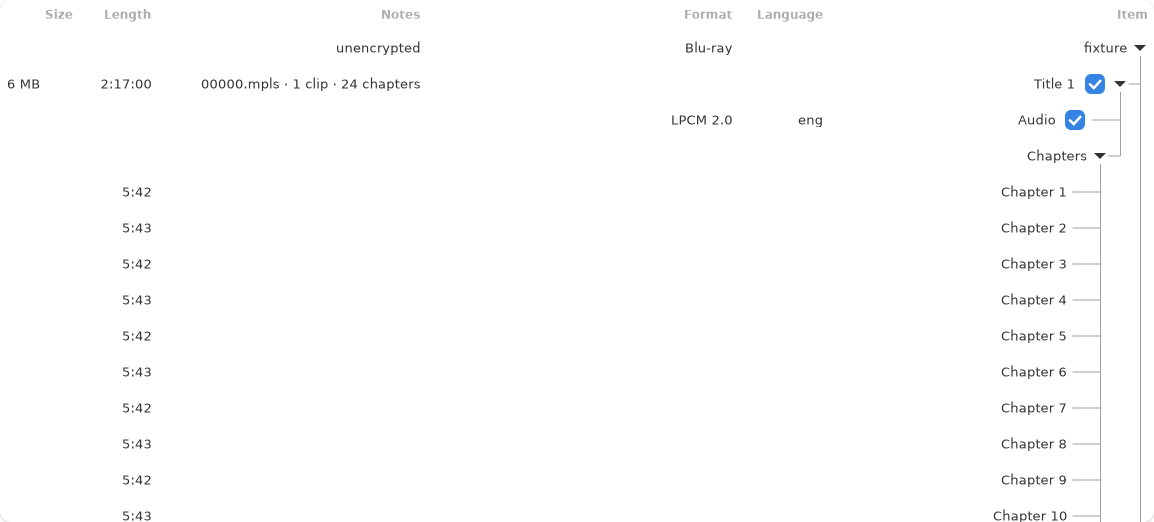 Size Length Notes Format Language Item
unencrypted Blu-ray fixture
6 MB 2:17:00 00000.mpls · 1 clip · 24 chapters Title 1
LPCM 2.0 eng Audio
Chapters
5:42 Chapter 1
5:43 Chapter 2
5:42 Chapter 3
5:43 Chapter 4
5:42 Chapter 5
5:43 Chapter 6
5:42 Chapter 7
5:43 Chapter 8
5:42 Chapter 9
5:43 Chapter 10